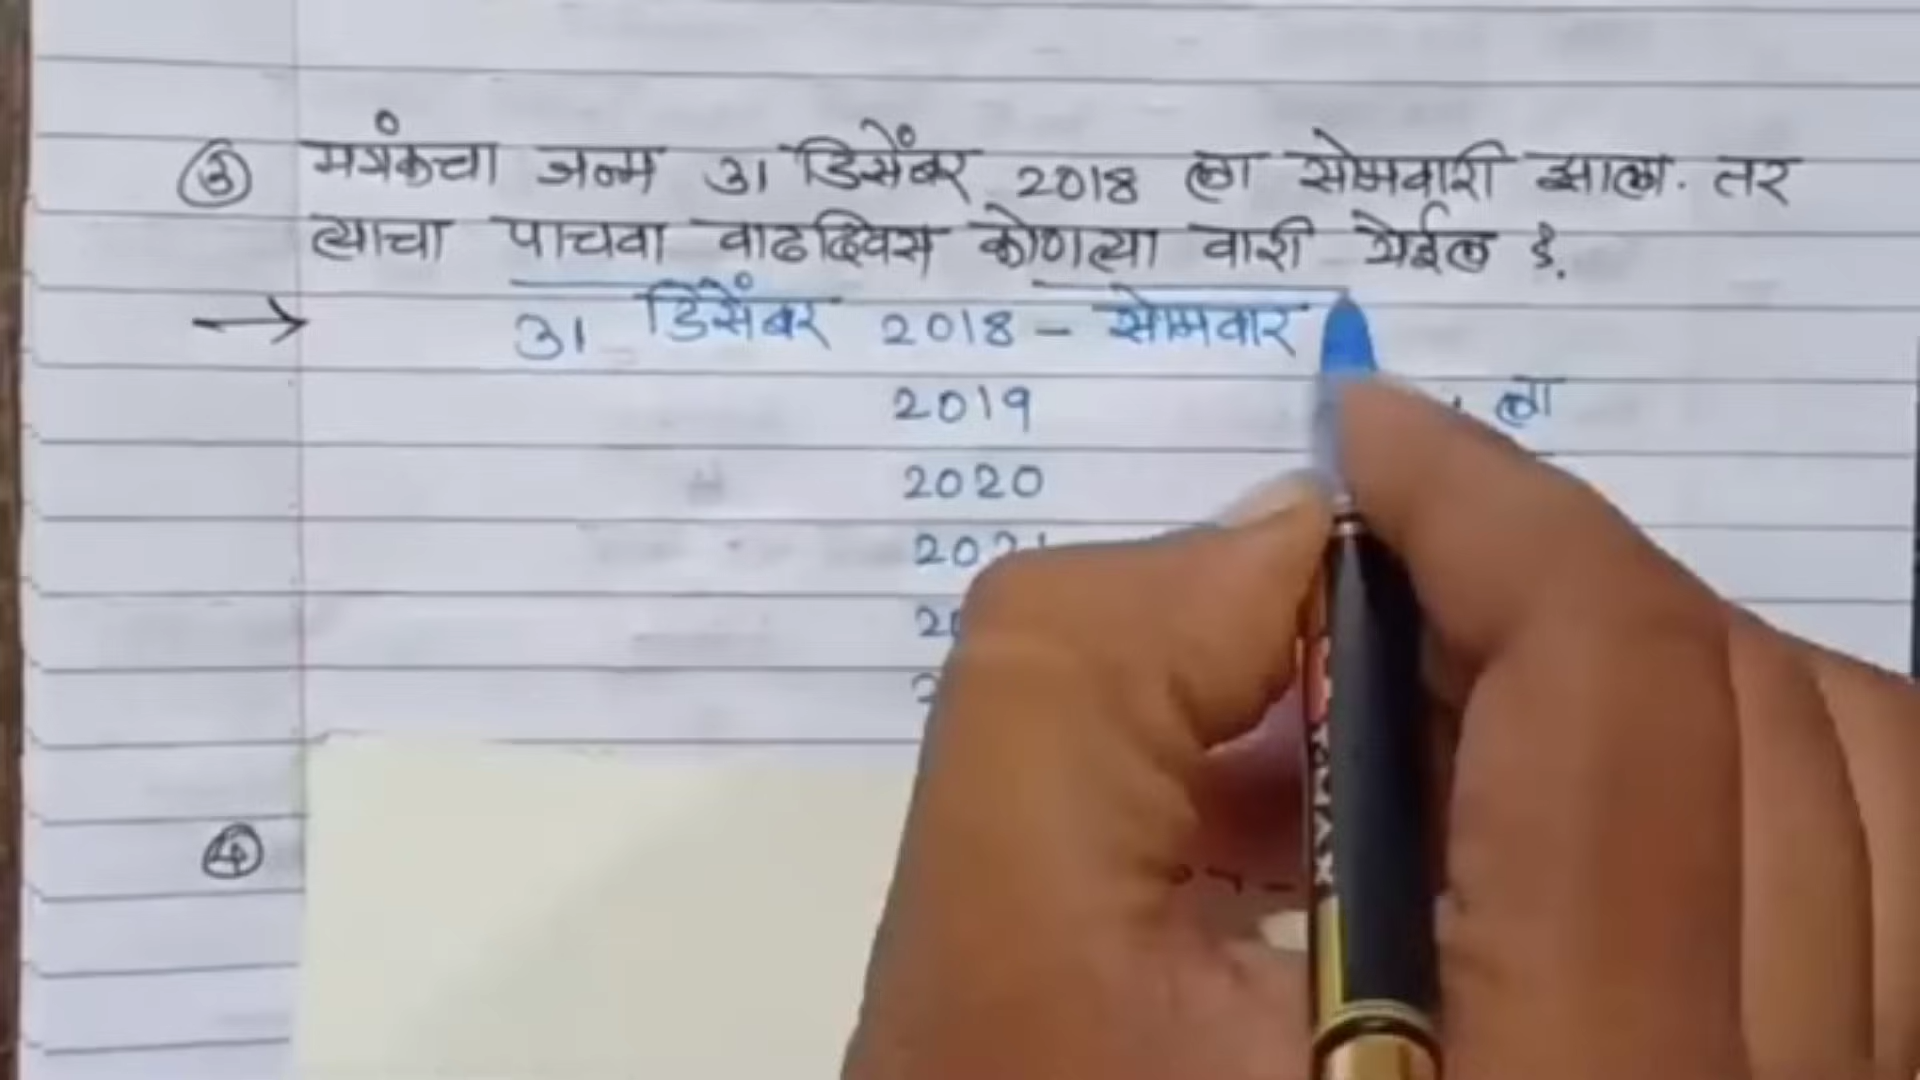 ③ मयंकचा जन्म 31 डिसेंबर 2018 ला सोमवारी झाला. तर
त्याचा पाचवा वाढदिवस कोणत्या वारी येईल ?
→ 31 डिसेंबर 2018 - सोमवार
2019 ला
2020
2021
④